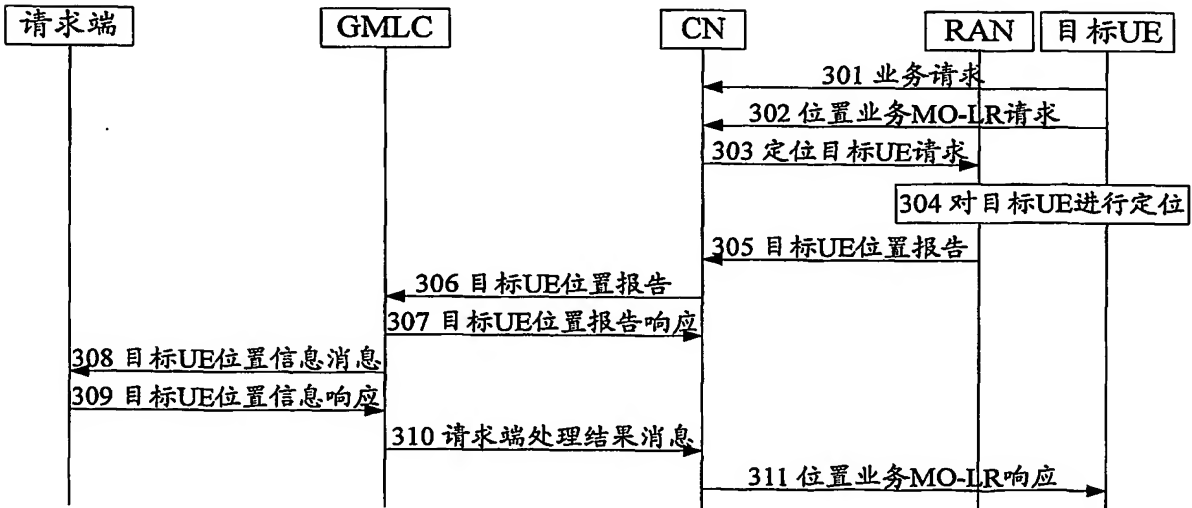 请求端
GMLC
CN
RAN
目标UE
301 业务请求
302 位置业务MO-LR请求
303 定位目标UE请求
304 对目标UE进行定位
305 目标UE位置报告
306 目标UE位置报告
307 目标UE位置报告响应
308 目标UE位置信息消息
309 目标UE位置信息响应
310 请求端处理结果消息
311 位置业务MO-LR响应